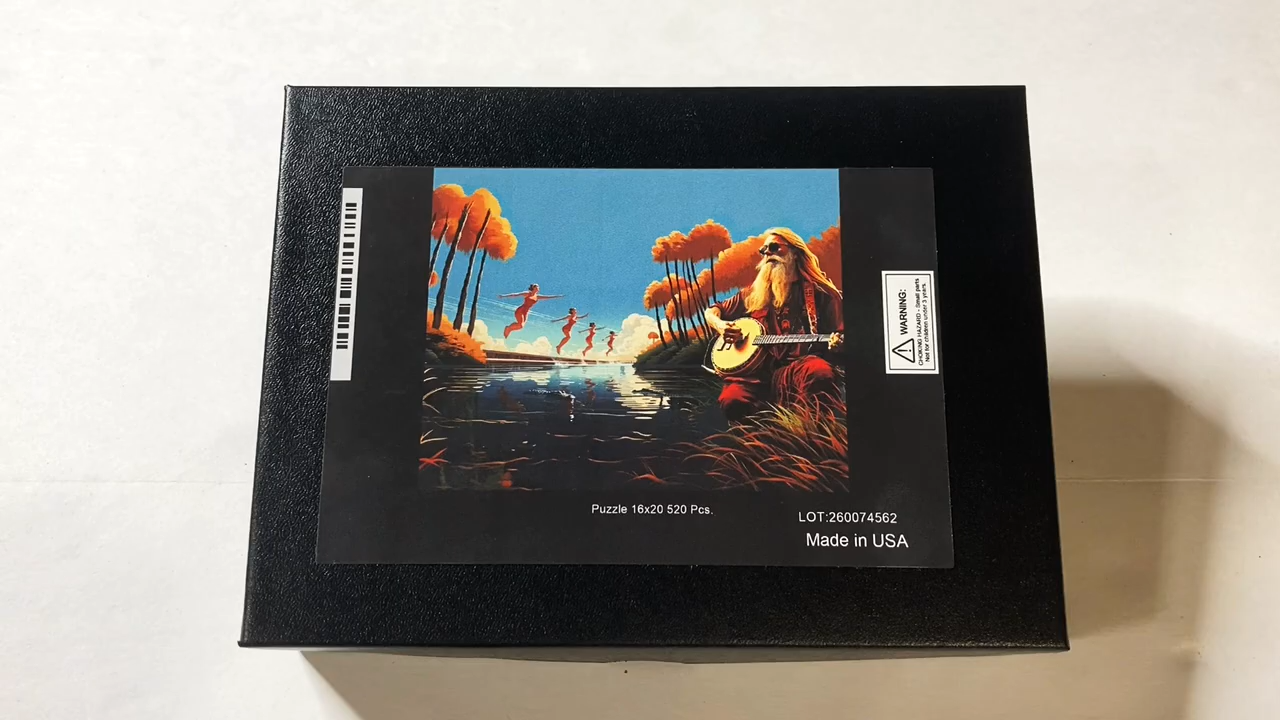 WARNING:
CHOKING HAZARD - Small parts
Not for children under 3 years.
Puzzle 16x20 520 Pcs.
LOT:260074562
Made in USA